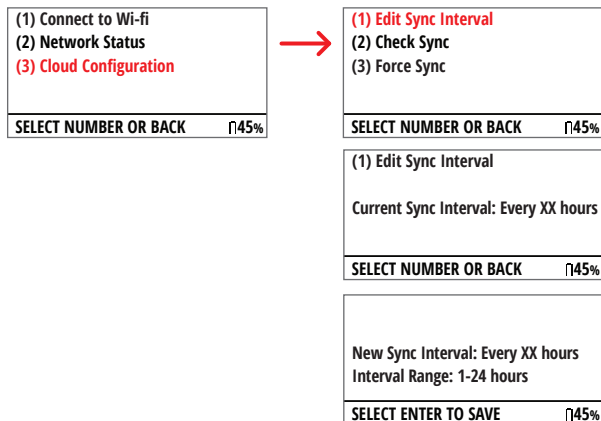 (1) Connect to Wi-fi
(2) Network Status
(3) Cloud Configuration
SELECT NUMBER OR BACK 45%
(1) Edit Sync Interval
(2) Check Sync
(3) Force Sync
SELECT NUMBER OR BACK 45%
(1) Edit Sync Interval
Current Sync Interval: Every XX hours
SELECT NUMBER OR BACK 45%
New Sync Interval: Every XX hours
Interval Range: 1-24 hours
SELECT ENTER TO SAVE 45%